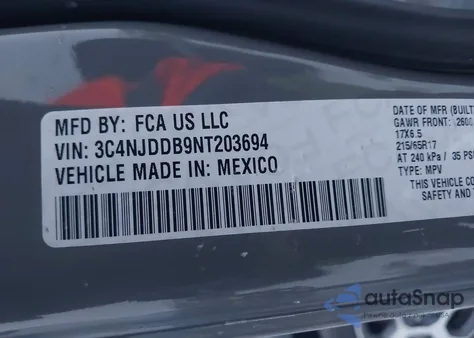 MFD BY: FCA US LLC
VIN: 3C4NJDDB9NT203694
VEHICLE MADE IN: MEXICO
DATE OF MFR (BUILT
GAWR FRONT:
17X6.5
215/65R17
AT 240 kPa / 35 PSI
TYPE: MPV
THIS VEHICLE CO
SAFETY AND
autoSnap